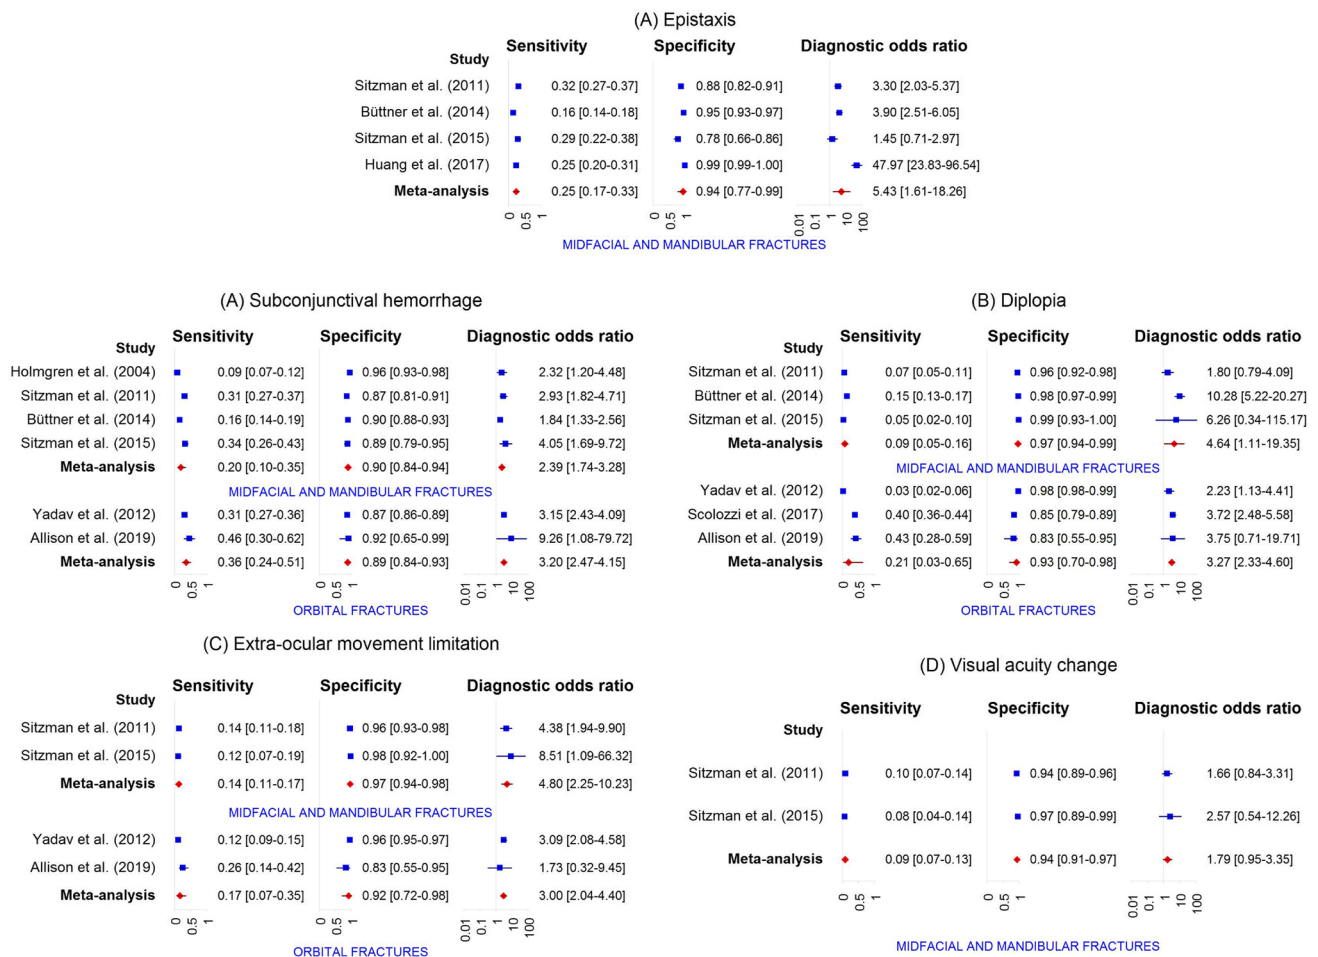 (A) Epistaxis
Study Sensitivity Specificity Diagnostic odds ratio
Sitzman et al. (2011) 0.32 [0.27-0.37] 0.88 [0.82-0.91] 3.30 [2.03-5.37]
Büttner et al. (2014) 0.16 [0.14-0.18] 0.95 [0.93-0.97] 3.90 [2.51-6.05]
Sitzman et al. (2015) 0.29 [0.22-0.38] 0.78 [0.66-0.86] 1.45 [0.71-2.97]
Huang et al. (2017) 0.25 [0.20-0.31] 0.99 [0.99-1.00] 47.97 [23.83-96.54]
Meta-analysis 0.25 [0.17-0.33] 0.94 [0.77-0.99] 5.43 [1.61-18.26]
0 0.5 1 0 0.5 1 0.01 0.1 1 10 100
MIDFACIAL AND MANDIBULAR FRACTURES
(A) Subconjunctival hemorrhage
Study Sensitivity Specificity Diagnostic odds ratio
Holmgren et al. (2004) 0.09 [0.07-0.12] 0.96 [0.93-0.98] 2.32 [1.20-4.48]
Sitzman et al. (2011) 0.31 [0.27-0.37] 0.87 [0.81-0.91] 2.93 [1.82-4.71]
Büttner et al. (2014) 0.16 [0.14-0.19] 0.90 [0.88-0.93] 1.84 [1.33-2.56]
Sitzman et al. (2015) 0.34 [0.26-0.43] 0.89 [0.79-0.95] 4.05 [1.69-9.72]
Meta-analysis 0.20 [0.10-0.35] 0.90 [0.84-0.94] 2.39 [1.74-3.28]
MIDFACIAL AND MANDIBULAR FRACTURES
Yadav et al. (2012) 0.31 [0.27-0.36] 0.87 [0.86-0.89] 3.15 [2.43-4.09]
Allison et al. (2019) 0.46 [0.30-0.62] 0.92 [0.65-0.99] 9.26 [1.08-79.72]
Meta-analysis 0.36 [0.24-0.51] 0.89 [0.84-0.93] 3.20 [2.47-4.15]
0 0.5 1 0 0.5 1 0.01 0.1 1 10 100
ORBITAL FRACTURES
(B) Diplopia
Study Sensitivity Specificity Diagnostic odds ratio
Sitzman et al. (2011) 0.07 [0.05-0.11] 0.96 [0.92-0.98] 1.80 [0.79-4.09]
Büttner et al. (2014) 0.15 [0.13-0.17] 0.98 [0.97-0.99] 10.28 [5.22-20.27]
Sitzman et al. (2015) 0.05 [0.02-0.10] 0.99 [0.93-1.00] 6.26 [0.34-115.17]
Meta-analysis 0.09 [0.05-0.16] 0.97 [0.94-0.99] 4.64 [1.11-19.35]
MIDFACIAL AND MANDIBULAR FRACTURES
Yadav et al. (2012) 0.03 [0.02-0.06] 0.98 [0.98-0.99] 2.23 [1.13-4.41]
Scolozzi et al. (2017) 0.40 [0.36-0.44] 0.85 [0.79-0.89] 3.72 [2.48-5.58]
Allison et al. (2019) 0.43 [0.28-0.59] 0.83 [0.55-0.95] 3.75 [0.71-19.71]
Meta-analysis 0.21 [0.03-0.65] 0.93 [0.70-0.98] 3.27 [2.33-4.60]
0 0.5 1 0 0.5 1 0.01 0.1 1 10 100
ORBITAL FRACTURES
(C) Extra-ocular movement limitation
Study Sensitivity Specificity Diagnostic odds ratio
Sitzman et al. (2011) 0.14 [0.11-0.18] 0.96 [0.93-0.98] 4.38 [1.94-9.90]
Sitzman et al. (2015) 0.12 [0.07-0.19] 0.98 [0.92-1.00] 8.51 [1.09-66.32]
Meta-analysis 0.14 [0.11-0.17] 0.97 [0.94-0.98] 4.80 [2.25-10.23]
MIDFACIAL AND MANDIBULAR FRACTURES
Yadav et al. (2012) 0.12 [0.09-0.15] 0.96 [0.95-0.97] 3.09 [2.08-4.58]
Allison et al. (2019) 0.26 [0.14-0.42] 0.83 [0.55-0.95] 1.73 [0.32-9.45]
Meta-analysis 0.17 [0.07-0.35] 0.92 [0.72-0.98] 3.00 [2.04-4.40]
0 0.5 1 0 0.5 1 0.01 0.1 1 10 100
ORBITAL FRACTURES
(D) Visual acuity change
Study Sensitivity Specificity Diagnostic odds ratio
Sitzman et al. (2011) 0.10 [0.07-0.14] 0.94 [0.89-0.96] 1.66 [0.84-3.31]
Sitzman et al. (2015) 0.08 [0.04-0.14] 0.97 [0.89-0.99] 2.57 [0.54-12.26]
Meta-analysis 0.09 [0.07-0.13] 0.94 [0.91-0.97] 1.79 [0.95-3.35]
0 0.5 1 0 0.5 1 0.01 0.1 1 10 100
MIDFACIAL AND MANDIBULAR FRACTURES